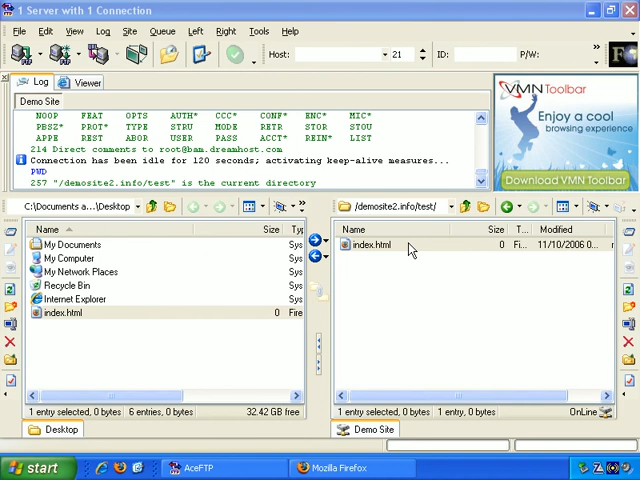 1 Server with 1 Connection
File Edit View Log Site Queue Left Right Tools Help
Host: 21 ID: P/W:
Log Viewer
Demo Site
NOOP FEAT OPTS AUTH* CCC* CONF* ENC* MIC*
PBSZ* PROT* TYPE STRU MODE RETR STOR STOU
APPE REST ABOR USER PASS ACCT* REIN* LIST
214 Direct comments to root@bam.dreamhost.com
Connection has been idle for 120 seconds; activating keep-alive measures...
PWD
257 "/demosite2.info/test" is the current directory
VMN Toolbar
Enjoy a cool
browsing experience
Download VMN Toolbar
C:\Documents a...\Desktop
/demosite2.info/test/
Name Size Ty
My Documents Sys
My Computer Sys
My Network Places Sys
Recycle Bin Sys
Internet Explorer Sys
index.html 0 Fire
Name Size T... Modified
index.html 0 Fi... 11/10/2006 0...
1 entry selected, 0 bytes 6 entries, 0 bytes 32.42 GB free
1 entry selected, 0 bytes 1 entry, 0 bytes OnLine
Desktop
Demo Site
start AceFTP Mozilla Firefox